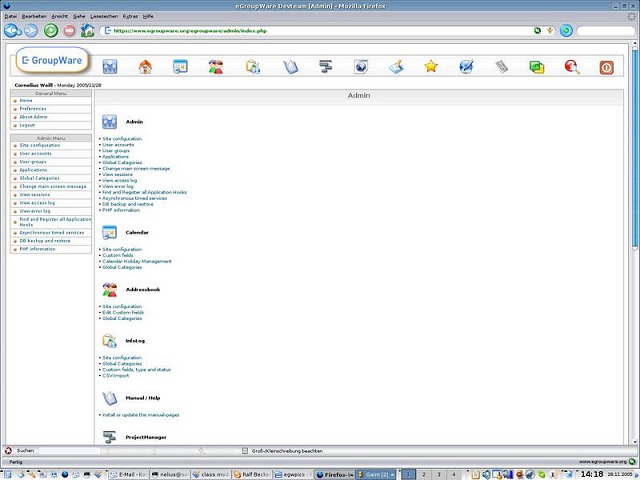 eGroupWare Devteam [Admin] - Mozilla Firefox
Datei Bearbeiten Ansicht Gehe Lesezeichen Extras Hilfe
https://www.egroupware.org/egroupware/admin/index.php
GroupWare
Cornelius Weiß - Monday 2005/11/28
General Menu
Home
Preferences
About Admin
Logout
Admin Menu
Site configuration
User accounts
User groups
Applications
Global Categories
Change main screen message
View sessions
View access log
View error log
Find and Register all Application
Hooks
Asynchronous timed services
DB backup and restore
PHP information
Admin
Admin
Site configuration
User accounts
User groups
Applications
Global Categories
Change main screen message
View sessions
View access log
View error log
Find and Register all Application Hooks
Asynchronous timed services
DB backup and restore
PHP information
Calendar
Site configuration
Custom fields
Calendar Holiday Management
Global Categories
Addressbook
Site configuration
Edit Custom Fields
Global Categories
InfoLog
Site configuration
Global Categories
Custom fields, typ and status
CSV-Import
Manual / Help
install or update the manual-pages
ProjectManager
Suchen:
Groß-/Kleinschreibung beachten
Fertig
www.egroupware.org
E-Mail - Ko
nelius@
class.mod
Ralf Beck
egwpics
Firefox
Gaim (2)
1 2 3 4
14:18
28.11.2005